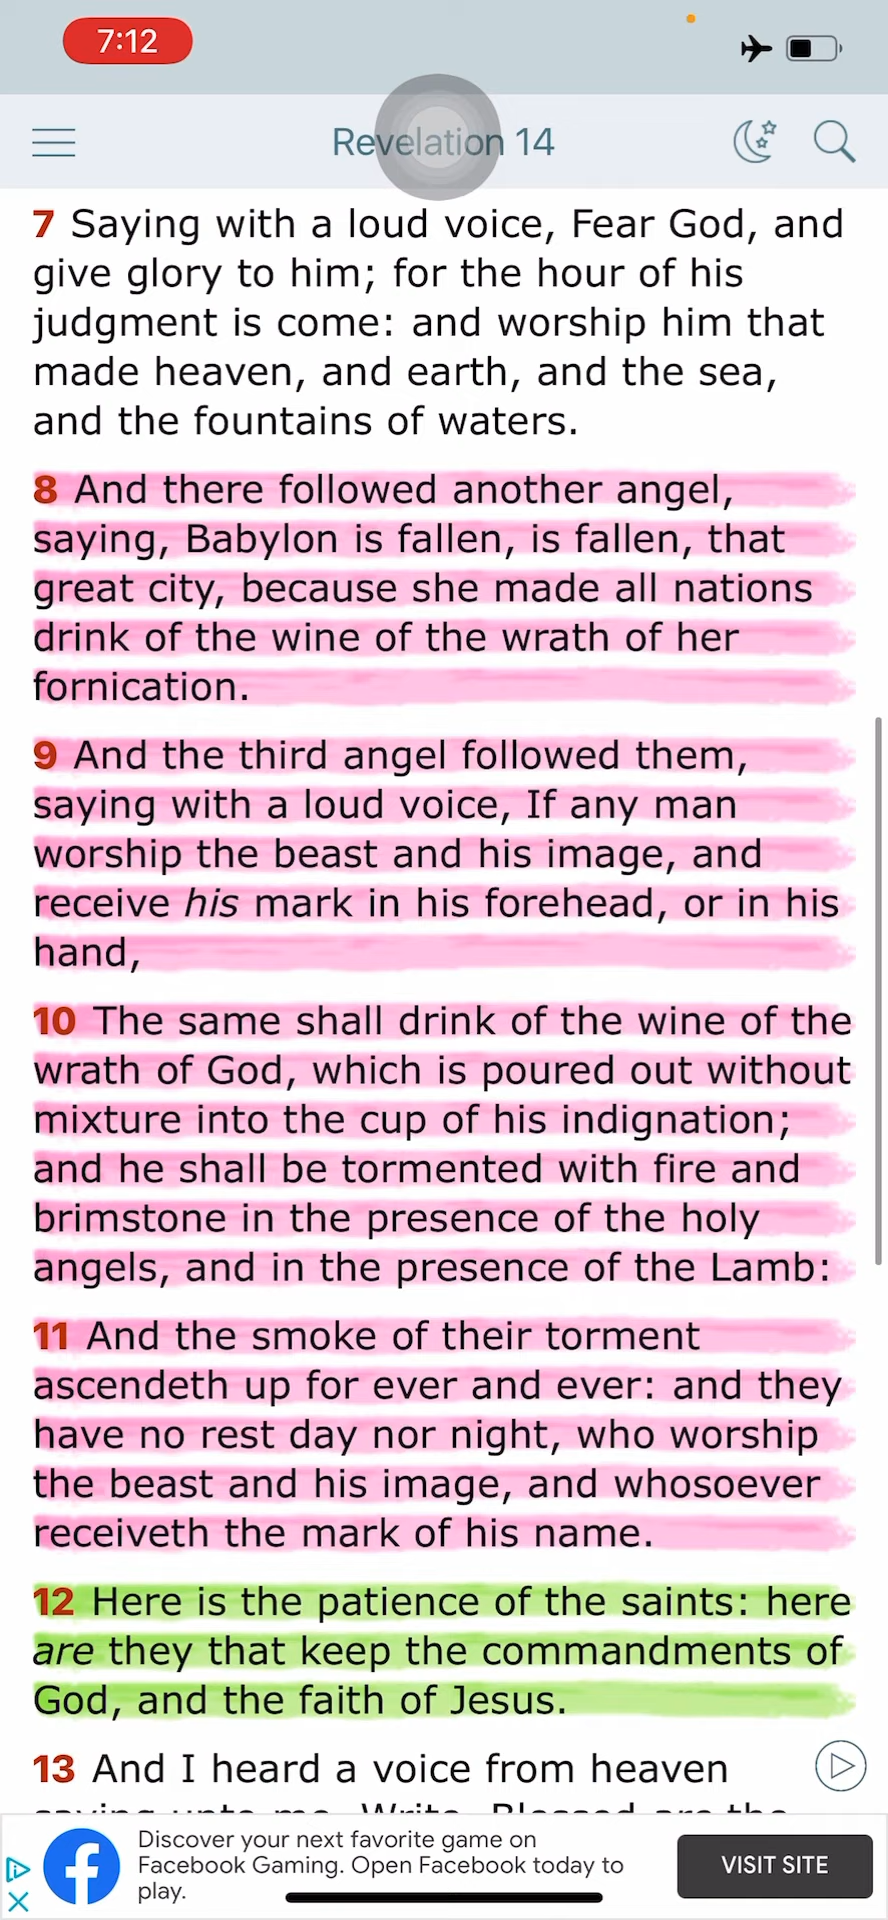 7:12
Revelation 14
7 Saying with a loud voice, Fear God, and
give glory to him; for the hour of his
judgment is come: and worship him that
made heaven, and earth, and the sea,
and the fountains of waters.
8 And there followed another angel,
saying, Babylon is fallen, is fallen, that
great city, because she made all nations
drink of the wine of the wrath of her
fornication.
9 And the third angel followed them,
saying with a loud voice, If any man
worship the beast and his image, and
receive his mark in his forehead, or in his
hand,
10 The same shall drink of the wine of the
wrath of God, which is poured out without
mixture into the cup of his indignation;
and he shall be tormented with fire and
brimstone in the presence of the holy
angels, and in the presence of the Lamb:
11 And the smoke of their torment
ascendeth up for ever and ever: and they
have no rest day nor night, who worship
the beast and his image, and whosoever
receiveth the mark of his name.
12 Here is the patience of the saints: here
are they that keep the commandments of
God, and the faith of Jesus.
13 And I heard a voice from heaven
saying unto me, Write, Blessed are the
Discover your next favorite game on
Facebook Gaming. Open Facebook today to
play.
VISIT SITE